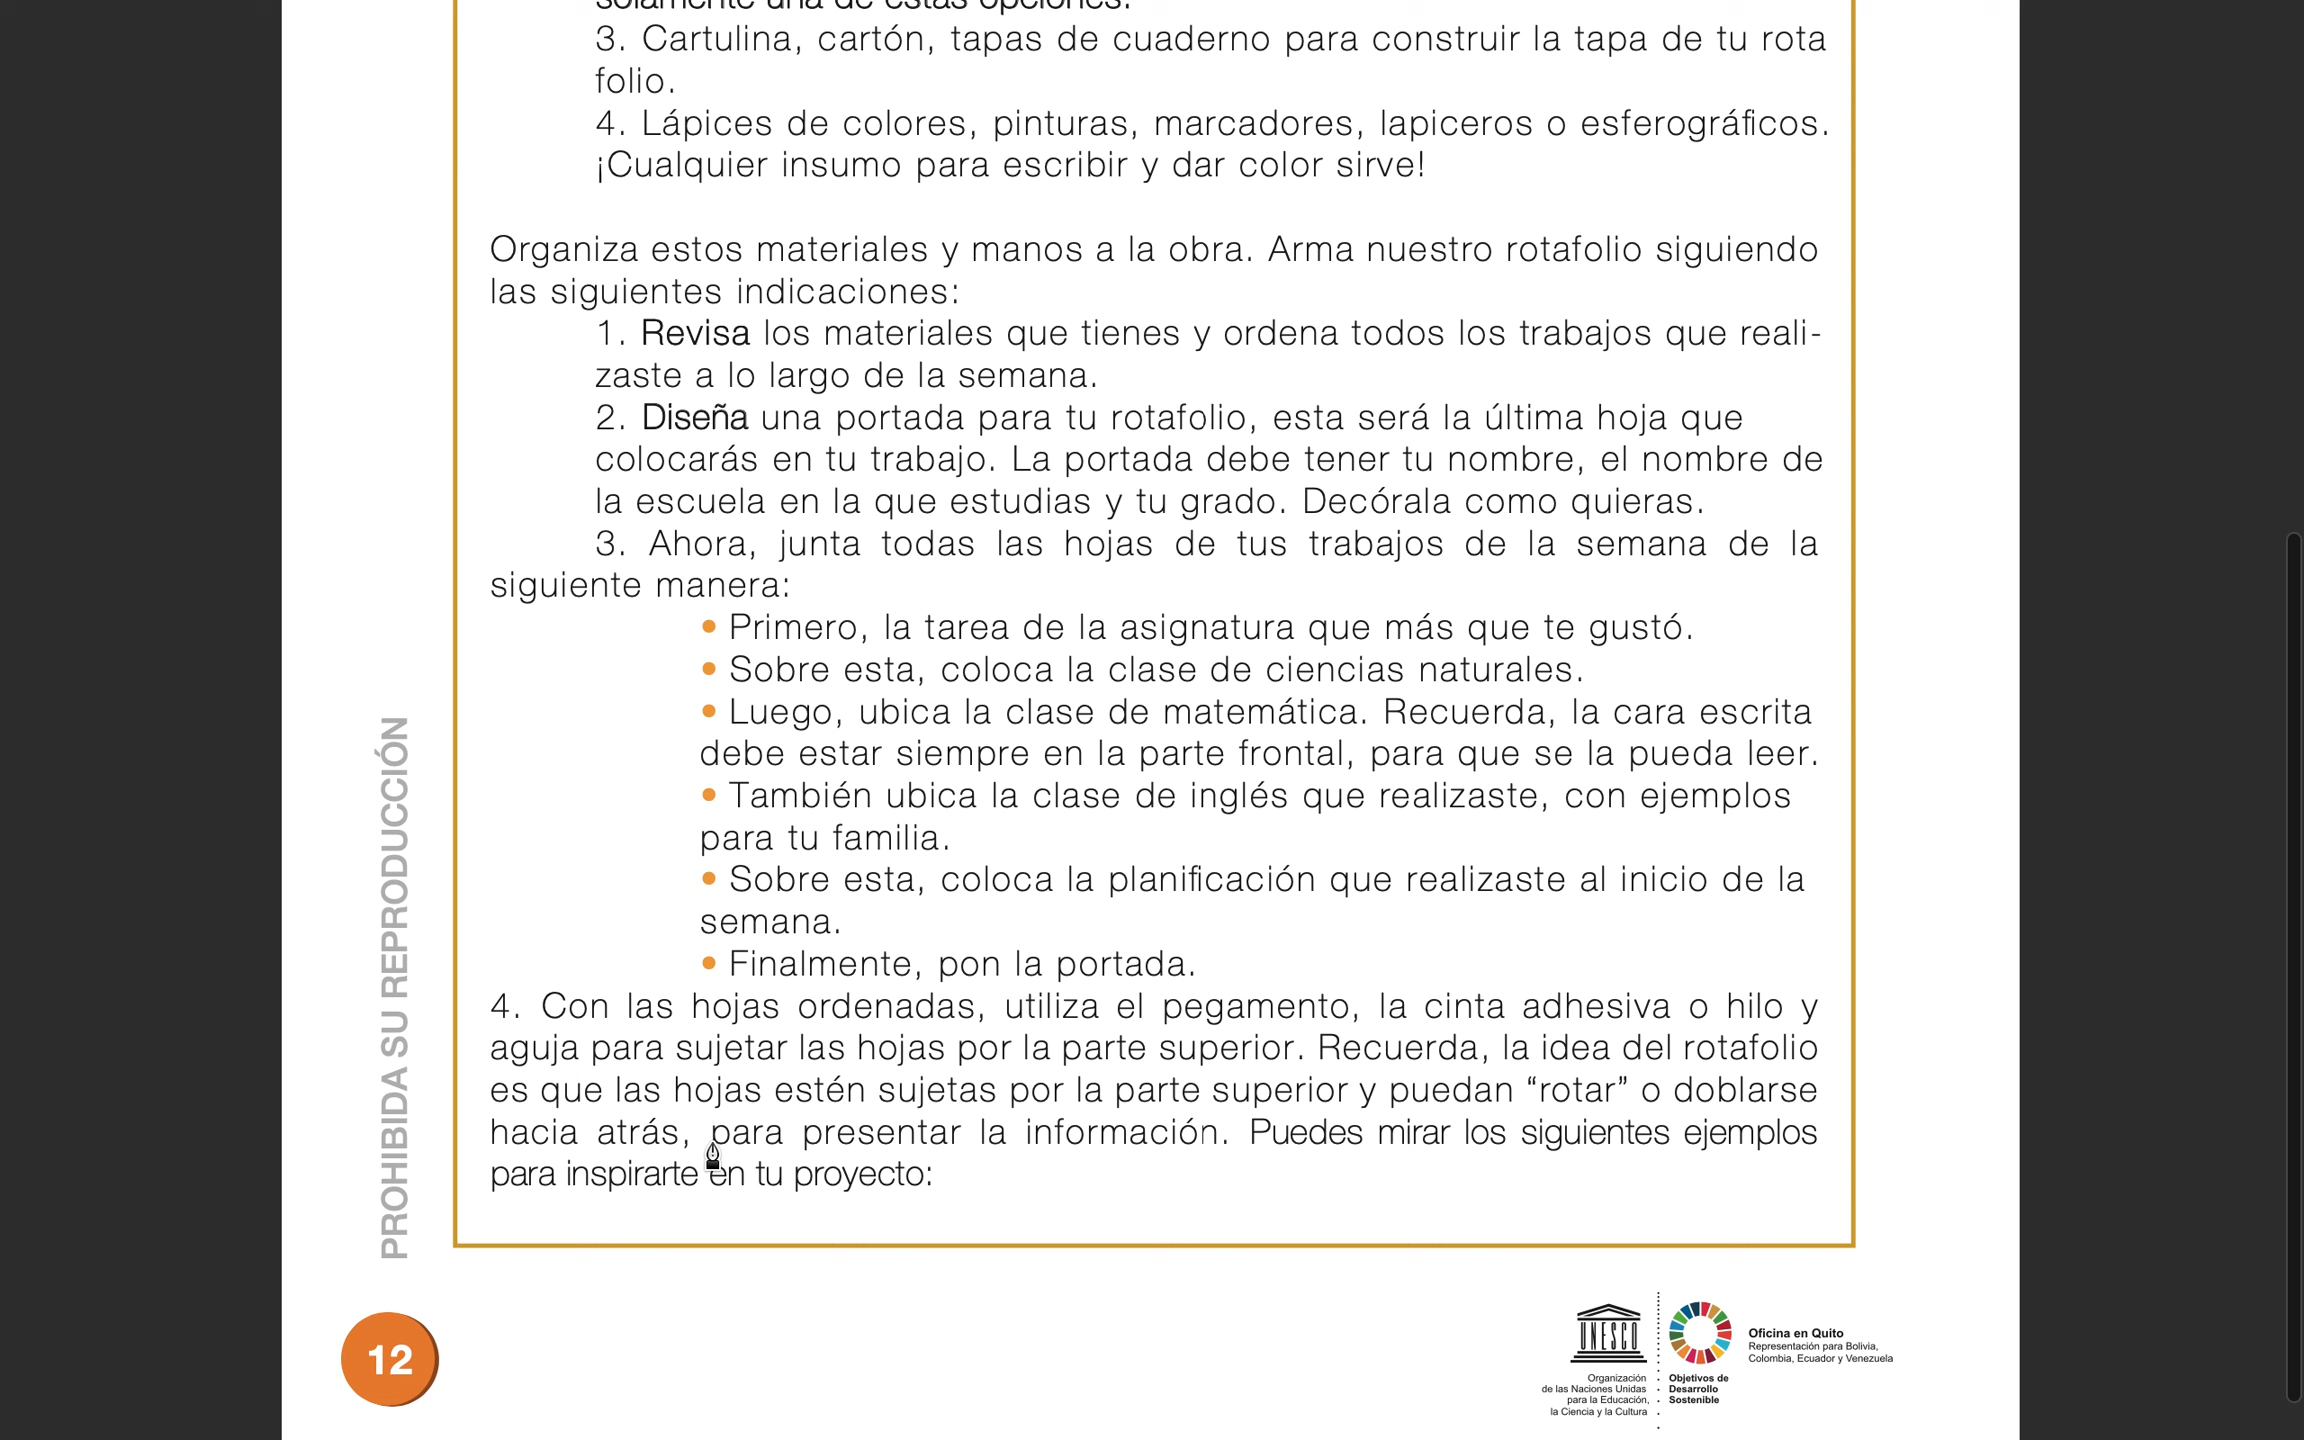 solamente una de estas opciones.
3. Cartulina, cartón, tapas de cuaderno para construir la tapa de tu rota
folio.
4. Lápices de colores, pinturas, marcadores, lapiceros o esferográficos.
¡Cualquier insumo para escribir y dar color sirve!
Organiza estos materiales y manos a la obra. Arma nuestro rotafolio siguiendo
las siguientes indicaciones:
1. Revisa los materiales que tienes y ordena todos los trabajos que reali-
zaste a lo largo de la semana.
2. Diseña una portada para tu rotafolio, esta será la última hoja que
colocarás en tu trabajo. La portada debe tener tu nombre, el nombre de
la escuela en la que estudias y tu grado. Decórala como quieras.
3. Ahora, junta todas las hojas de tus trabajos de la semana de la
siguiente manera:
• Primero, la tarea de la asignatura que más que te gustó.
• Sobre esta, coloca la clase de ciencias naturales.
• Luego, ubica la clase de matemática. Recuerda, la cara escrita
debe estar siempre en la parte frontal, para que se la pueda leer.
• También ubica la clase de inglés que realizaste, con ejemplos
para tu familia.
• Sobre esta, coloca la planificación que realizaste al inicio de la
semana.
• Finalmente, pon la portada.
4. Con las hojas ordenadas, utiliza el pegamento, la cinta adhesiva o hilo y
aguja para sujetar las hojas por la parte superior. Recuerda, la idea del rotafolio
es que las hojas estén sujetas por la parte superior y puedan “rotar” o doblarse
hacia atrás, para presentar la información. Puedes mirar los siguientes ejemplos
para inspirarte en tu proyecto:
PROHIBIDA SU REPRODUCCIÓN
12
UNESCO
Organización
de las Naciones Unidas
para la Educación,
la Ciencia y la Cultura
Objetivos de
Desarrollo
Sostenible
Oficina en Quito
Representación para Bolivia,
Colombia, Ecuador y Venezuela